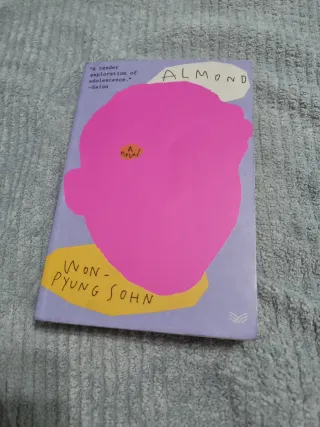 "A tender
exploration of
adolescence."
—Salon
ALMOND
A
novel
WON-
PYUNG SOHN